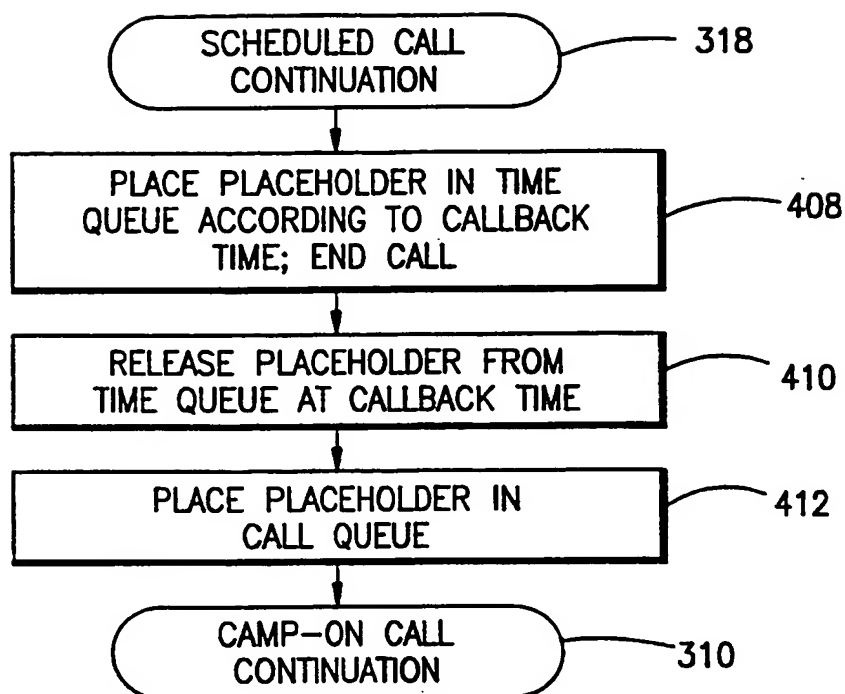 SCHEDULED CALL
CONTINUATION
318
PLACE PLACEHOLDER IN TIME
QUEUE ACCORDING TO CALLBACK
TIME; END CALL
408
RELEASE PLACEHOLDER FROM
TIME QUEUE AT CALLBACK TIME
410
PLACE PLACEHOLDER IN
CALL QUEUE
412
CAMP-ON CALL
CONTINUATION
310